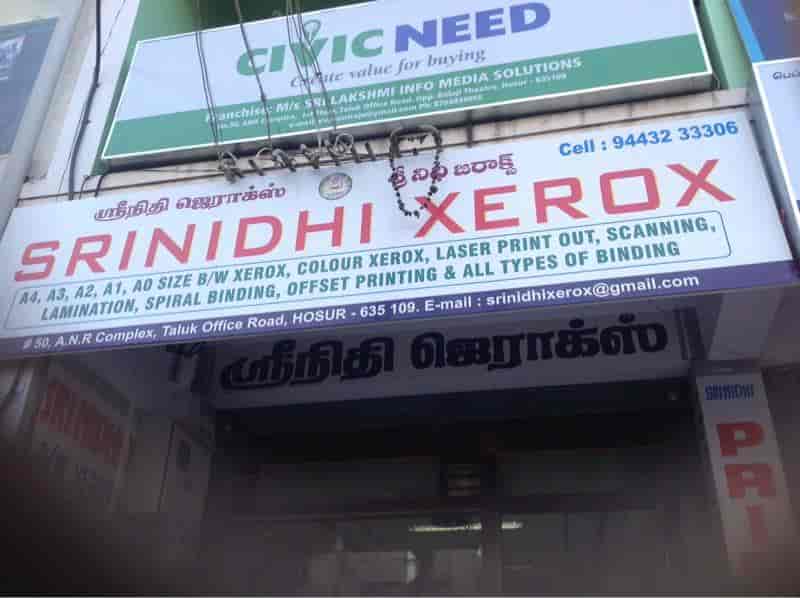 CIVIC NEED
Create value for buying
Franchise: M/s SRI LAKSHMI INFO MEDIA SOLUTIONS
Cell : 94432 33306
ஸ்ரீநிதி ஜெராக்ஸ்
SRINIDHI XEROX
A4, A3, A2, A1, A0 SIZE B/W XEROX, COLOUR XEROX, LASER PRINT OUT, SCANNING,
LAMINATION, SPIRAL BINDING, OFFSET PRINTING & ALL TYPES OF BINDING
# 50, A.N.R Complex, Taluk Office Road, HOSUR - 635 109. E-mail : srinidhixerox@gmail.com
ஸ்ரீநிதி ஜெராக்ஸ்
SRINIDHI
SRINIDHI
PRI